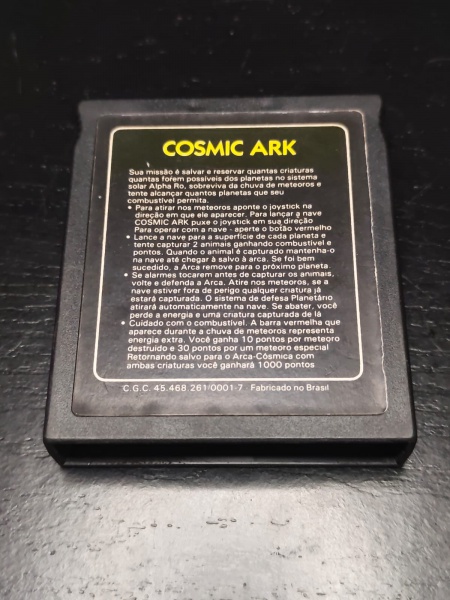 COSMIC ARK
Sua missão é salvar e reservar quantas criaturas
quantas forem possíveis dos planetas no sistema
solar Alpha Ro, sobreviva da chuva de meteoros e
tente alcançar quantos planetas que seu
combustível permita.
• Para atirar nos meteoros aponte o joystick na
direção em que ele aparecer. Para lançar a nave
COSMIC ARK puxe o joystick em sua direção
Para operar com a nave - aperte o botão vermelho
• Lance a nave para a superfície de cada planeta e
tente capturar 2 animais ganhando combustível e
pontos. Quando o animal é capturado mantenha-o
na nave até chegar à salvo à arca. Se foi bem
sucedido, a Arca remove para o próximo planeta
• Se alarmes tocarem antes de capturar os animais,
volte e defenda a Arca. Atire nos meteoros, se a
nave estiver fora de perigo qualquer criatura já
estará capturada. O sistema de defesa Planetário
atirará automaticamente na nave. Se abater, você
perde a energia e uma criatura capturada de lá
• Cuidado com o combustível. A barra vermelha que
aparece durante a chuva de meteoros representa
energia extra. Você ganha 10 pontos por meteoro
destruído e 30 pontos por um meteoro especial
Retornando salvo para o Arca-Cósmica com
ambas criaturas você ganhará 1000 pontos
C.G.C. 45.468.261/0001-7 Fabricado no Brasil